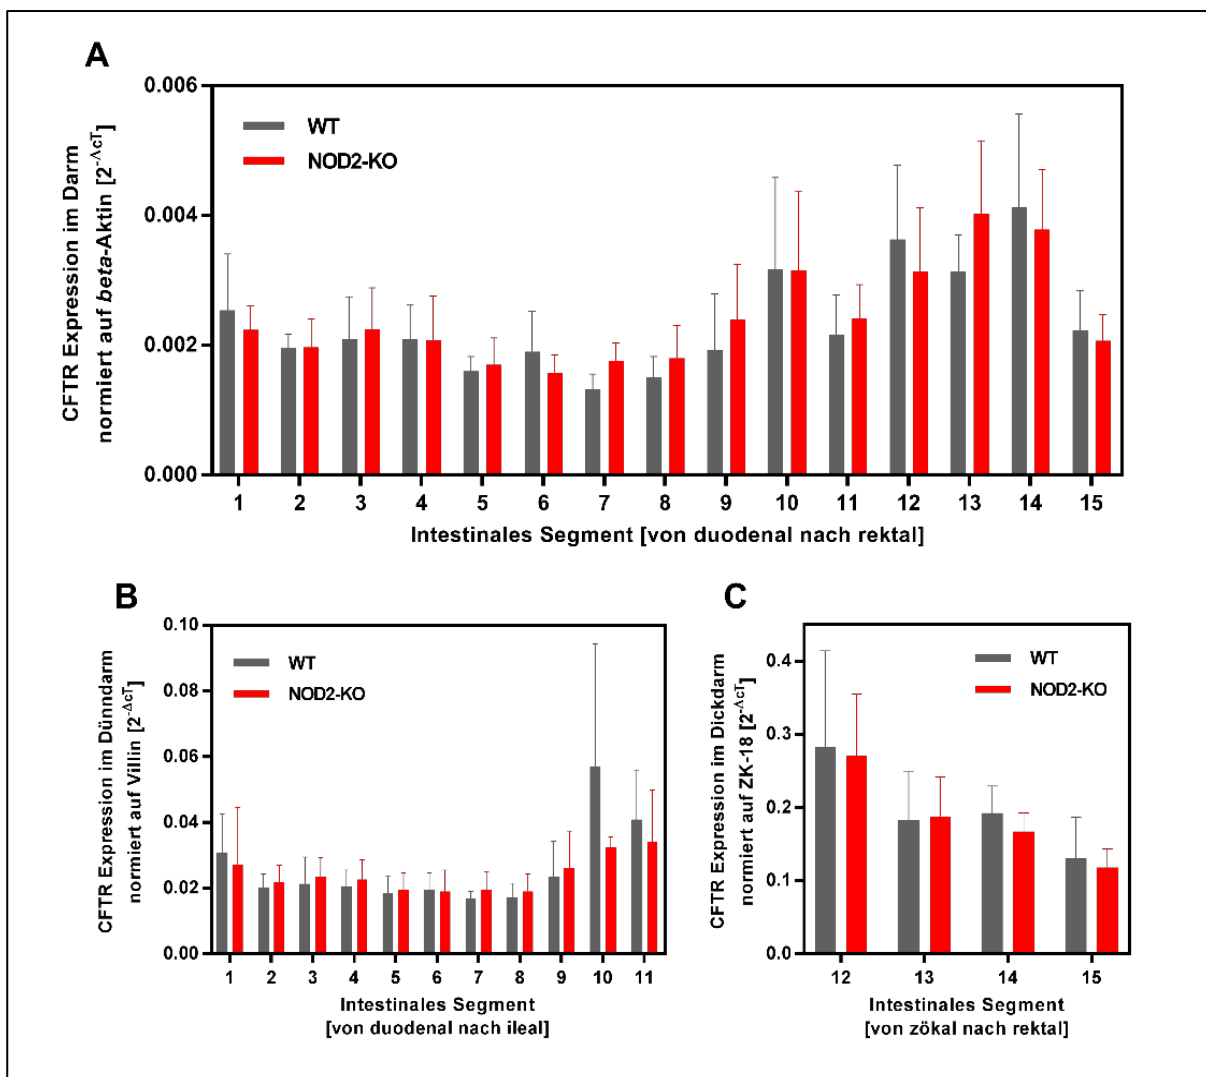 A
CFTR Expression im Darm
normiert auf beta-Aktin [2-ΔcT]
0.006
0.004
0.002
0.000
WT
NOD2-KO
1 2 3 4 5 6 7 8 9 10 11 12 13 14 15
Intestinales Segment [von duodenal nach rektal]
B
CFTR Expression im Dünndarm
normiert auf Villin [2-ΔcT]
0.10
0.08
0.06
0.04
0.02
0.00
WT
NOD2-KO
1 2 3 4 5 6 7 8 9 10 11
Intestinales Segment
[von duodenal nach ileal]
C
CFTR Expression im Dickdarm
normiert auf ZK-18 [2-ΔcT]
0.4
0.3
0.2
0.1
0.0
WT
NOD2-KO
12 13 14 15
Intestinales Segment
[von zökal nach rektal]